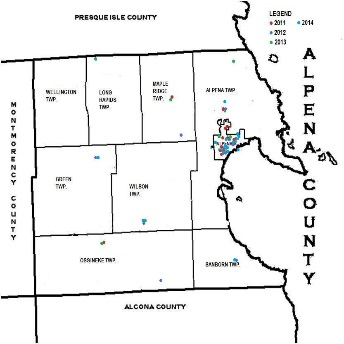 PRESQUE ISLE COUNTY
LEGEND
2011
2014
2012
2013
WELLINGTON
TWP.
LONG
RAPIDS
TWP.
MAPLE
RIDGE
TWP.
ALPENA TWP.
ALPENA COUNTY
MONTMORENCY COUNTY
GREEN
TWP.
WILSON
TWP.
OSSINEKE TWP.
SANBORN TWP.
ALCONA COUNTY